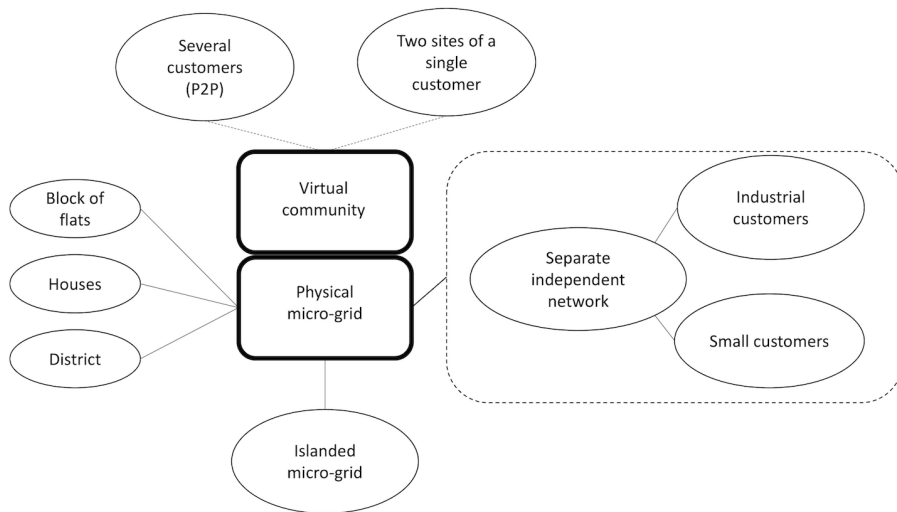 Several
customers
(P2P)
Two sites of a
single
customer
Virtual
community
Block of
flats
Houses
District
Physical
micro-grid
Islanded
micro-grid
Separate
independent
network
Industrial
customers
Small customers